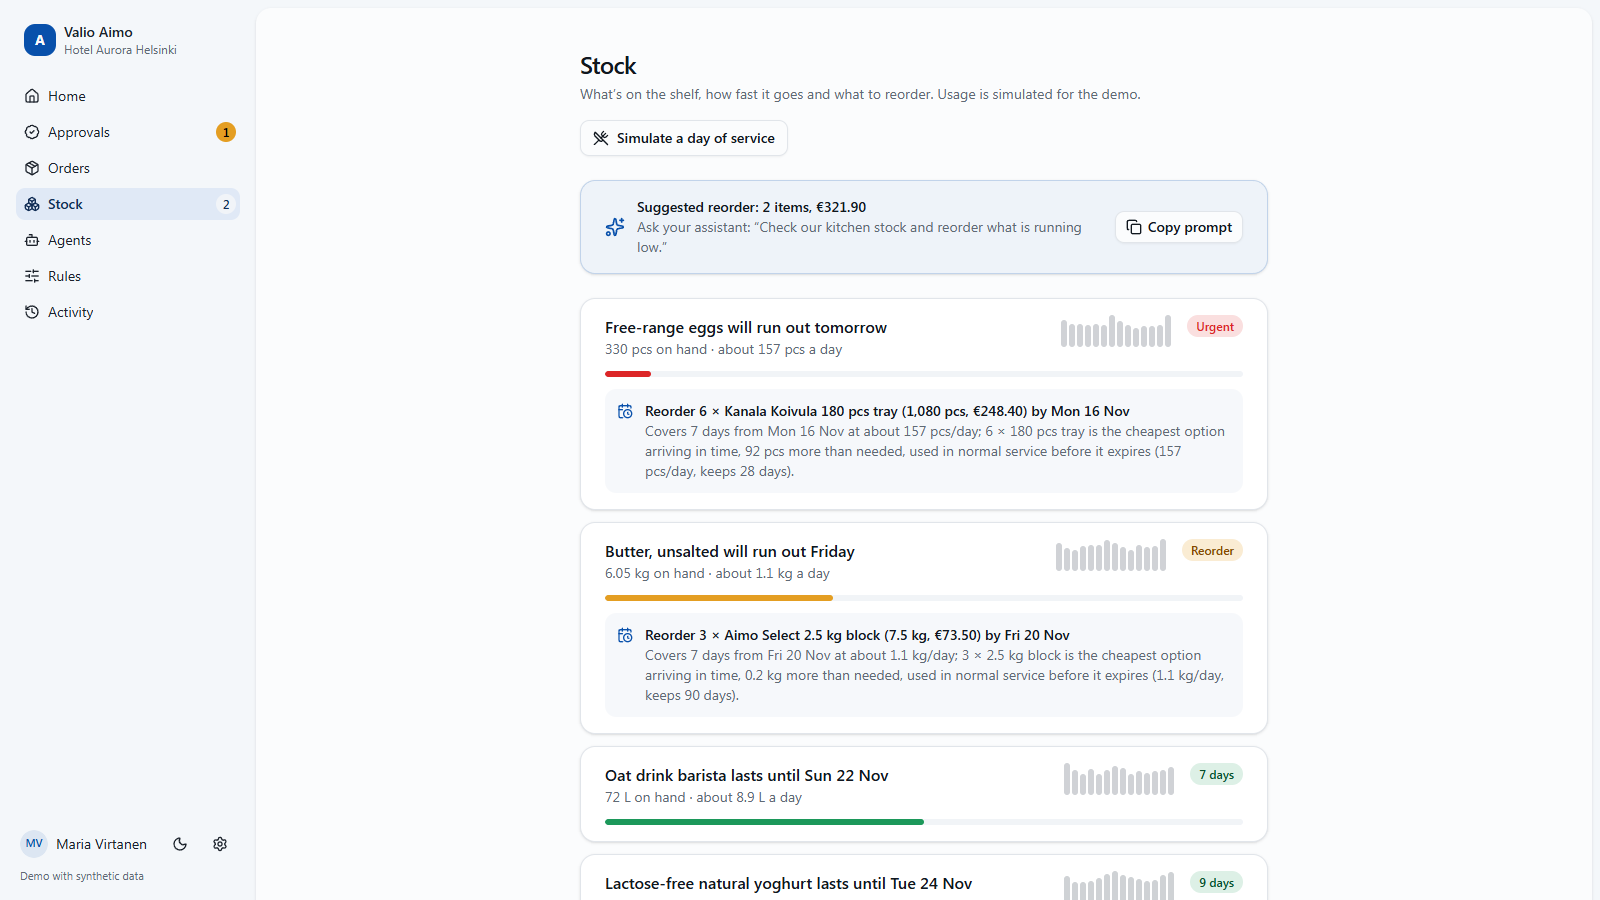 A
Valio Aimo
Hotel Aurora Helsinki
Home
Approvals 1
Orders
Stock 2
Agents
Rules
Activity
MV Maria Virtanen
Demo with synthetic data
Stock
What's on the shelf, how fast it goes and what to reorder. Usage is simulated for the demo.
Simulate a day of service
Suggested reorder: 2 items, €321.90
Ask your assistant: “Check our kitchen stock and reorder what is running
low.”
Copy prompt
Free-range eggs will run out tomorrow
Urgent
330 pcs on hand · about 157 pcs a day
Reorder 6 × Kanala Koivula 180 pcs tray (1,080 pcs, €248.40) by Mon 16 Nov
Covers 7 days from Mon 16 Nov at about 157 pcs/day; 6 × 180 pcs tray is the cheapest option
arriving in time, 92 pcs more than needed, used in normal service before it expires (157
pcs/day, keeps 28 days).
Butter, unsalted will run out Friday
Reorder
6.05 kg on hand · about 1.1 kg a day
Reorder 3 × Aimo Select 2.5 kg block (7.5 kg, €73.50) by Fri 20 Nov
Covers 7 days from Fri 20 Nov at about 1.1 kg/day; 3 × 2.5 kg block is the cheapest option
arriving in time, 0.2 kg more than needed, used in normal service before it expires (1.1 kg/day,
keeps 90 days).
Oat drink barista lasts until Sun 22 Nov
7 days
72 L on hand · about 8.9 L a day
Lactose-free natural yoghurt lasts until Tue 24 Nov
9 days